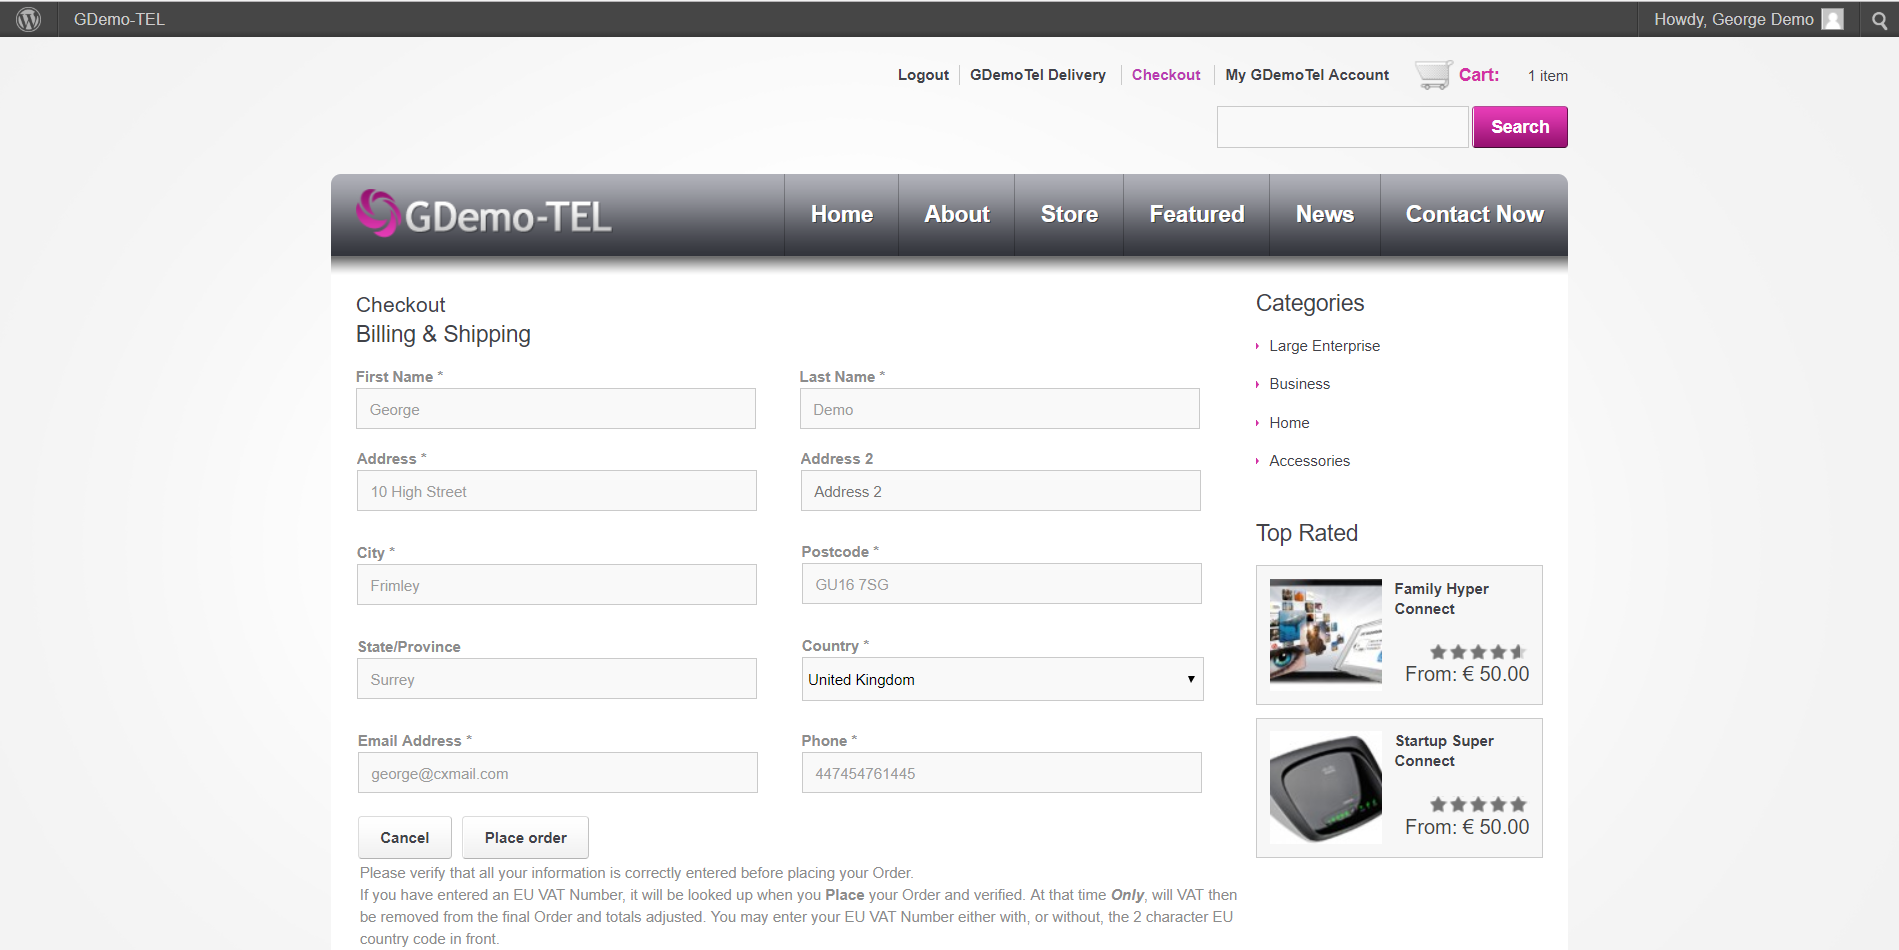 GDemo-TEL
Howdy, George Demo
Logout GDemoTel Delivery Checkout My GDemoTel Account Cart: 1 item
Search
GDemo-TEL Home About Store Featured News Contact Now
Checkout
Billing & Shipping
First Name * Last Name *
George Demo
Address * Address 2
10 High Street Address 2
City * Postcode *
Frimley GU16 7SG
State/Province Country *
Surrey United Kingdom
Email Address * Phone *
george@cxmail.com 447454761445
Cancel Place order
Please verify that all your information is correctly entered before placing your Order.
If you have entered an EU VAT Number, it will be looked up when you Place your Order and verified. At that time Only, will VAT then
be removed from the final Order and totals adjusted. You may enter your EU VAT Number either with, or without, the 2 character EU
country code in front.
Categories
Large Enterprise
Business
Home
Accessories
Top Rated
Family Hyper
Connect
From: € 50.00
Startup Super
Connect
From: € 50.00